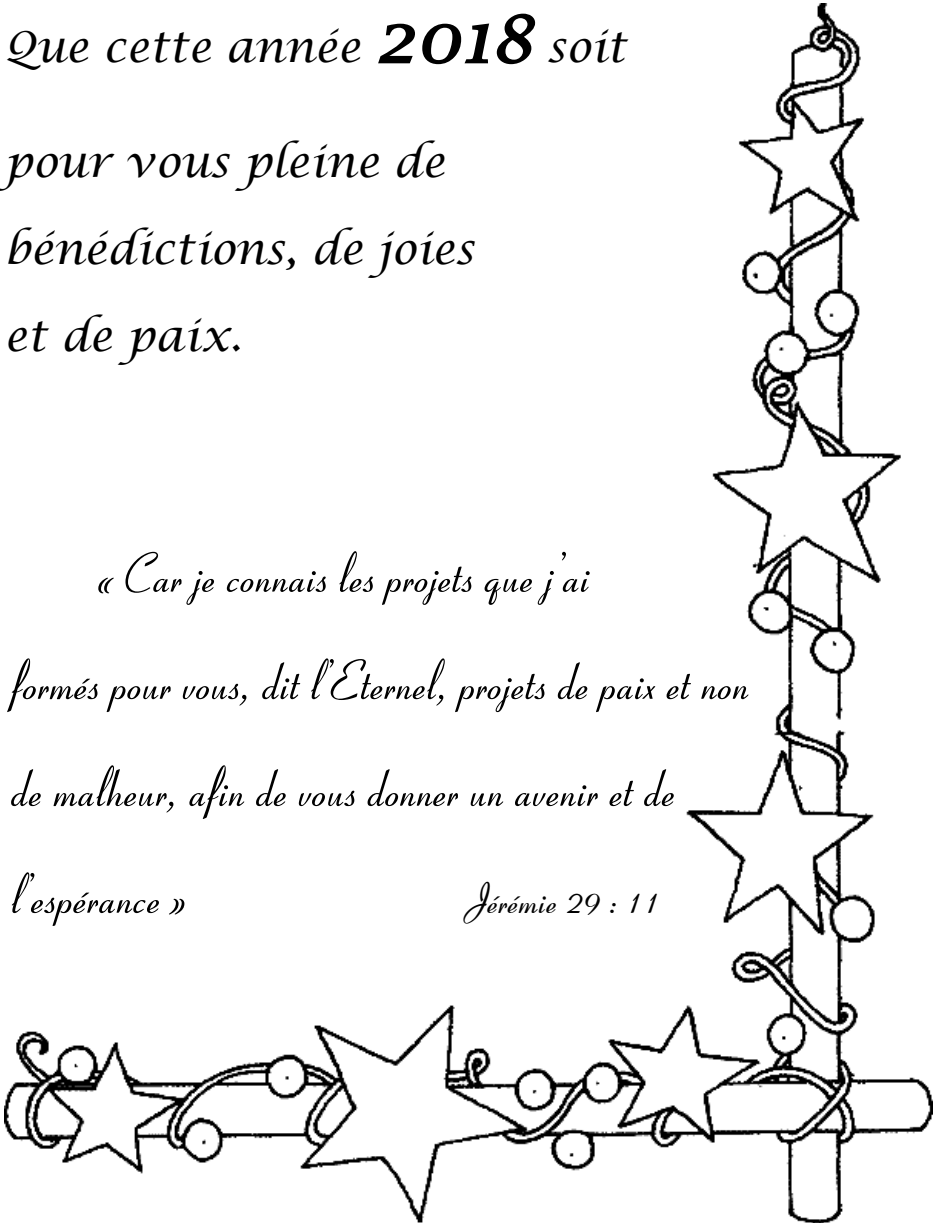 Que cette année 2018 soit
pour vous pleine de
bénédictions, de joies
et de paix.
« Car je connais les projets que j'ai
formés pour vous, dit l'Eternel, projets de paix et non
de malheur, afin de vous donner un avenir et de
l'espérance » Jérémie 29 : 11